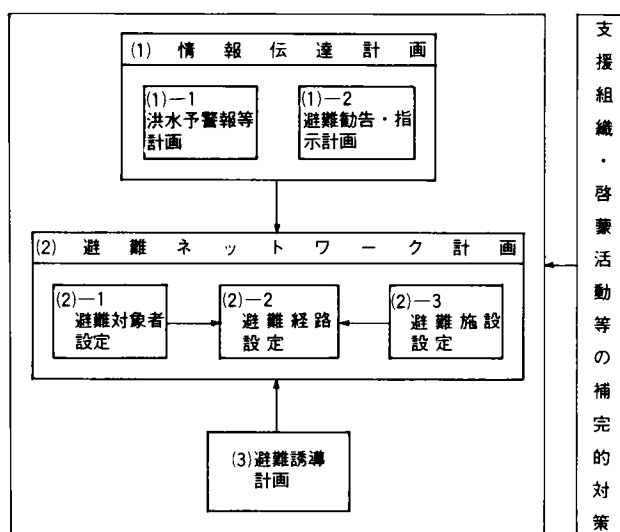 (1) 情報伝達計画
(1)−1
洪水予警報等
計画
(1)−2
避難勧告・指
示計画
(2) 避難ネットワーク計画
(2)−1
避難対象者
設定
(2)−2
避難経路
設定
(2)−3
避難施設
設定
(3)避難誘導
計画
支援組織・啓蒙活動等の補完的対策